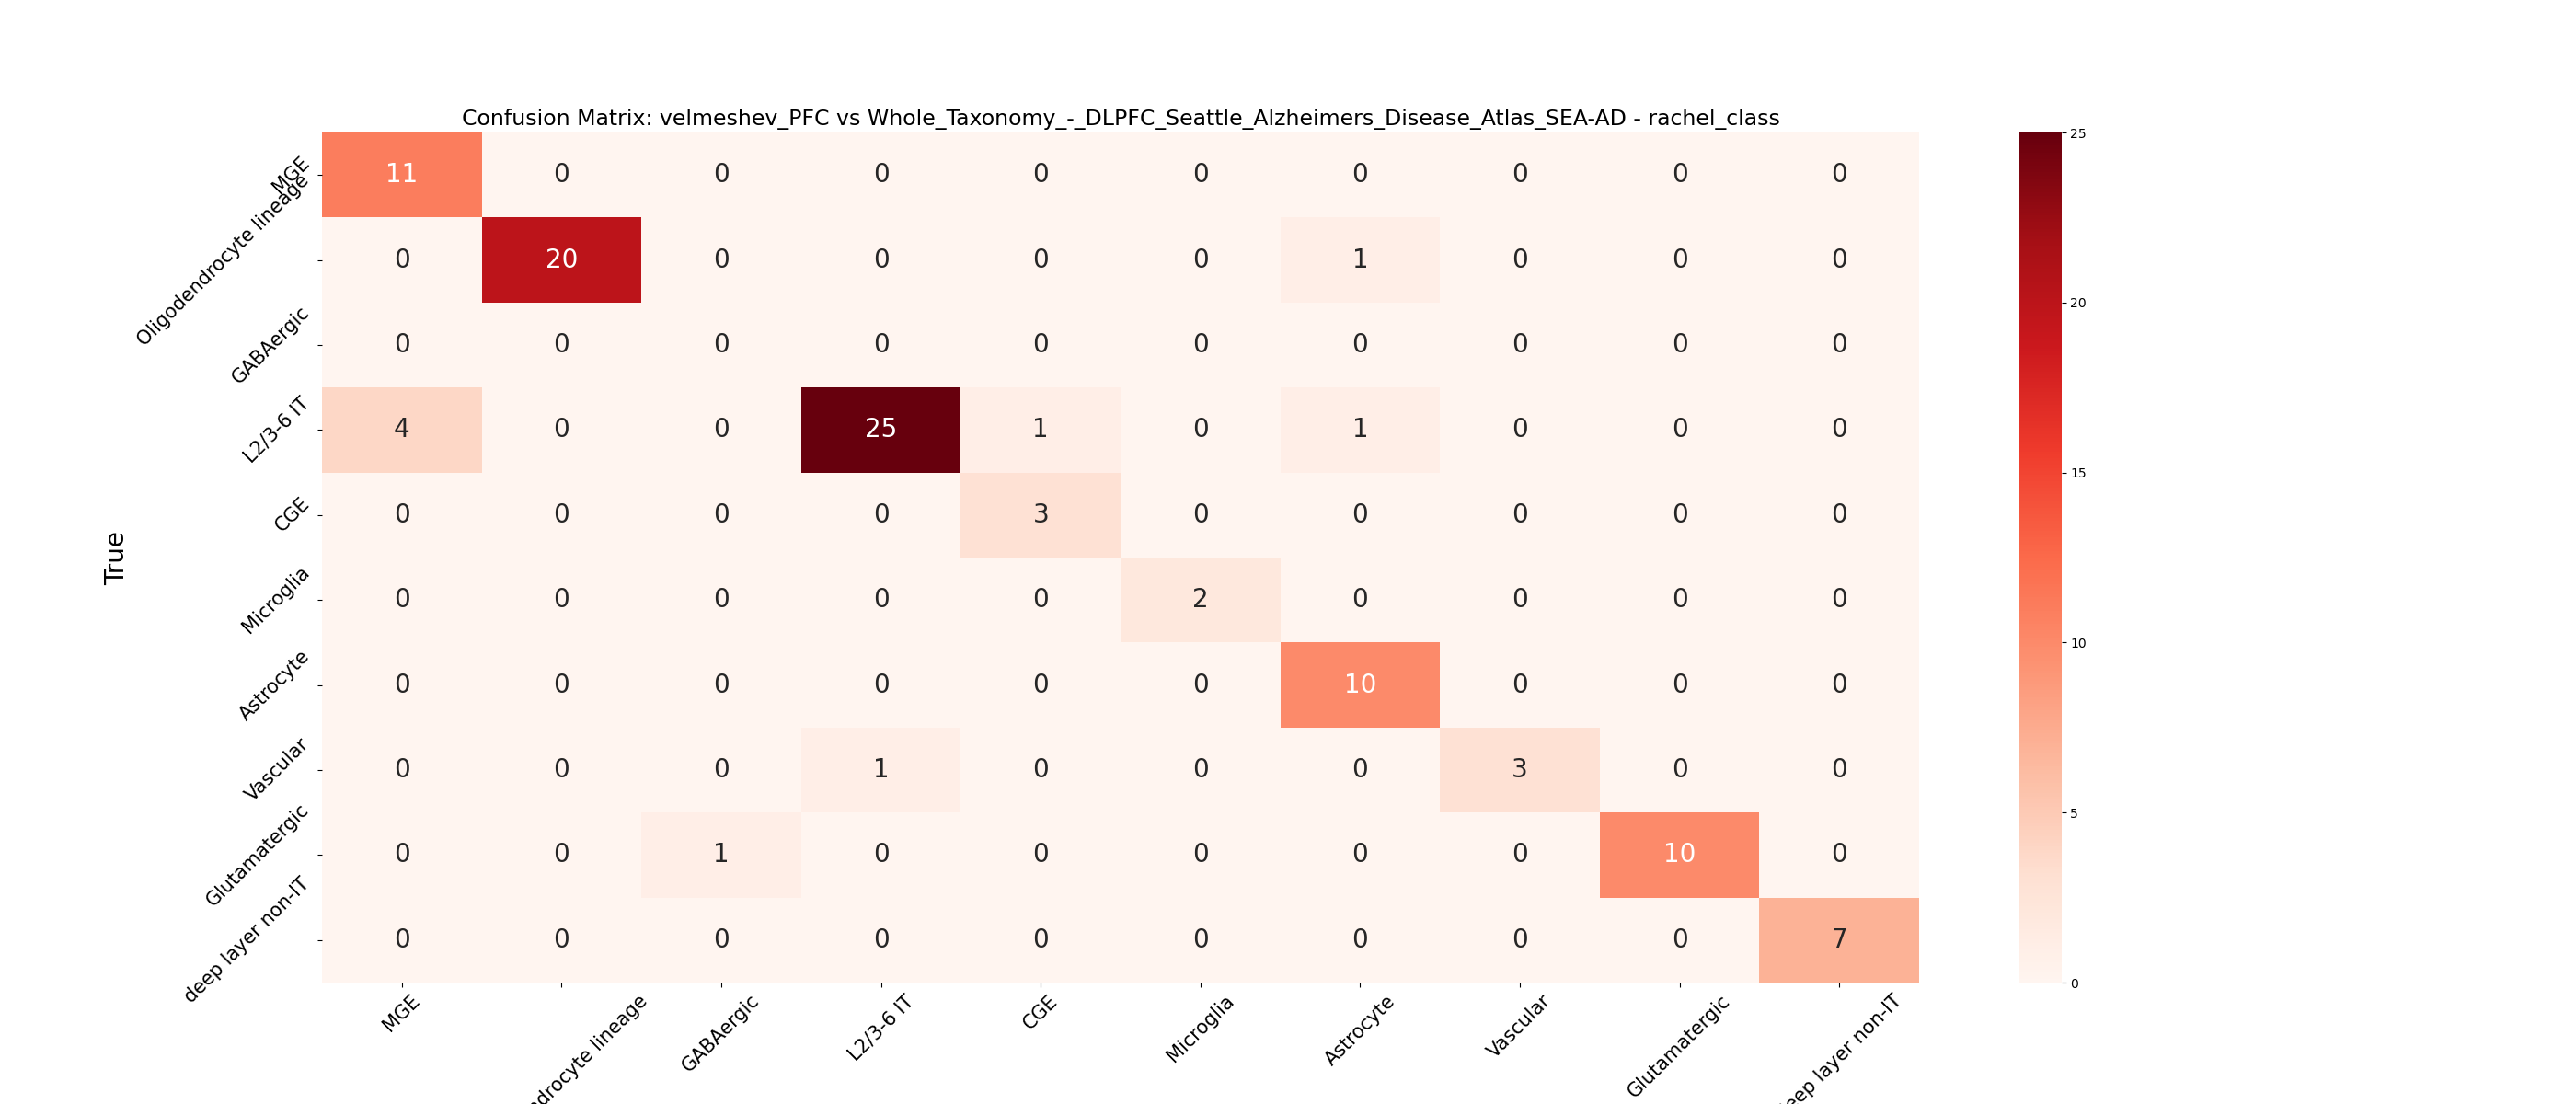 Confusion Matrix: velmeshev_PFC vs Whole_Taxonomy_-_DLPFC_Seattle_Alzheimers_Disease_Atlas_SEA-AD - rachel_class
True
MGE 11 0 0 0 0 0 0 0 0 0
Oligodendrocyte lineage 0 20 0 0 0 0 1 0 0 0
GABAergic 0 0 0 0 0 0 0 0 0 0
L2/3-6 IT 4 0 0 25 1 0 1 0 0 0
CGE 0 0 0 0 3 0 0 0 0 0
Microglia 0 0 0 0 0 2 0 0 0 0
Astrocyte 0 0 0 0 0 0 10 0 0 0
Vascular 0 0 0 1 0 0 0 3 0 0
Glutamatergic 0 0 1 0 0 0 0 0 10 0
deep layer non-IT 0 0 0 0 0 0 0 0 0 7
MGE ndrocyte lineage GABAergic L2/3-6 IT CGE Microglia Astrocyte Vascular Glutamatergic eep layer non-IT
25
20
15
10
5
0